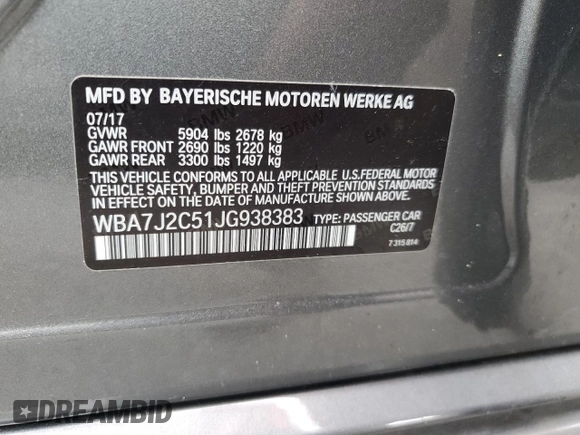 MFD BY BAYERISCHE MOTOREN WERKE AG
07/17
GVWR 5904 lbs 2678 kg
GAWR FRONT 2690 lbs 1220 kg
GAWR REAR 3300 lbs 1497 kg
THIS VEHICLE CONFORMS TO ALL APPLICABLE U.S.FEDERAL MOTOR
VEHICLE SAFETY, BUMPER AND THEFT PREVENTION STANDARDS
IN EFFECT ON THE DATE OF MANUFACTURE SHOWN ABOVE.
WBA7J2C51JG938383 TYPE: PASSENGER CAR
C26/7
7 315 814
DREAMBID